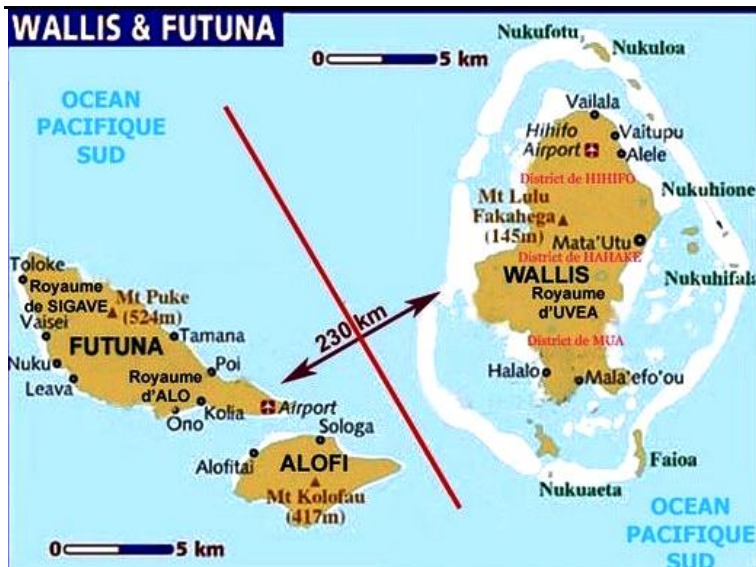 WALLIS & FUTUNA
0 5 km
OCEAN
PACIFIQUE
SUD
Nukufotu
Nukuloa
Vailala
Hihifo
Airport
Vaitupu
Alele
District de HIHIFO
Nukuhione
Mt Lulu
Fakahega
(145m)
Mata'Utu
District de HAHAKE
Nukuhifala
WALLIS
Royaume
d'UVEA
District de MUA
Halalo
Mala'efo'ou
Faioa
Nukuaeta
230 km
Toloke
Royaume
de SIGAVE
Mt Puke
(524m)
Vaisei
Tamana
FUTUNA
Nuku
Poi
Leava
Royaume
d'ALO
Kolia
Ono
Airport
Sologa
Alofitai
ALOFI
Mt Kolofau
(417m)
0 5 km
OCEAN
PACIFIQUE
SUD